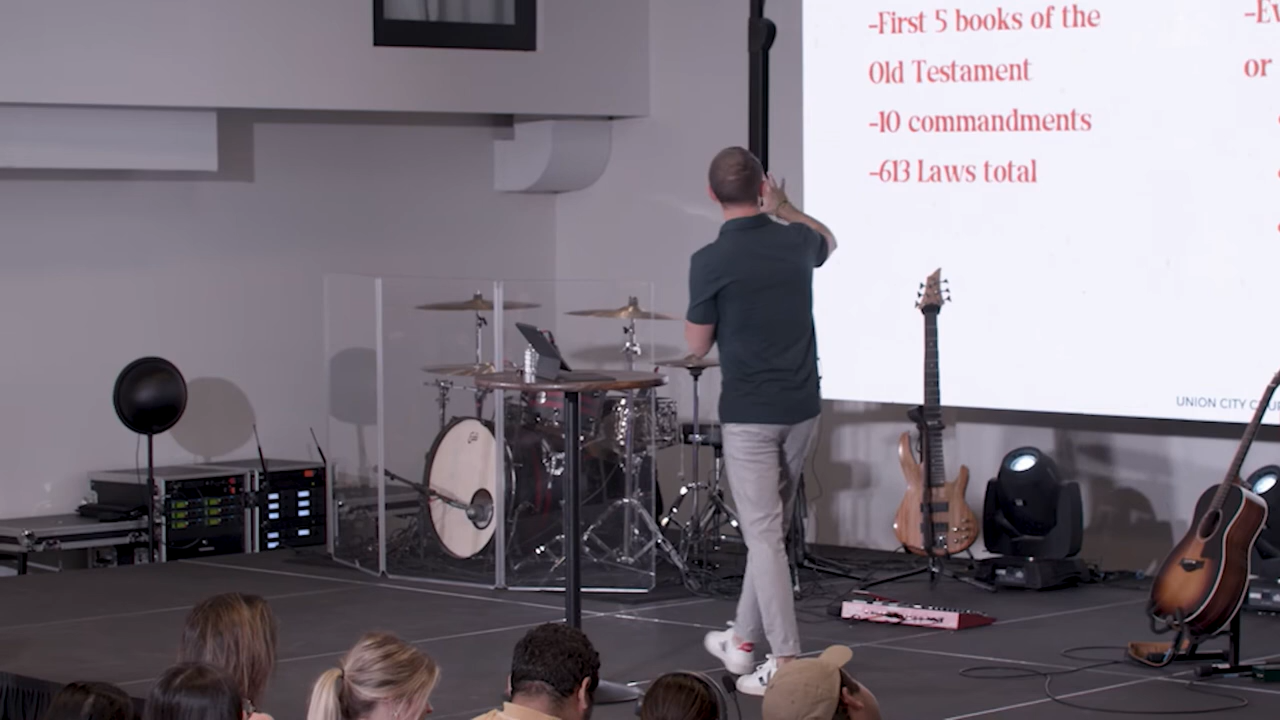 -First 5 books of the
Old Testament
-10 commandments
-613 Laws total
or
UNION CITY